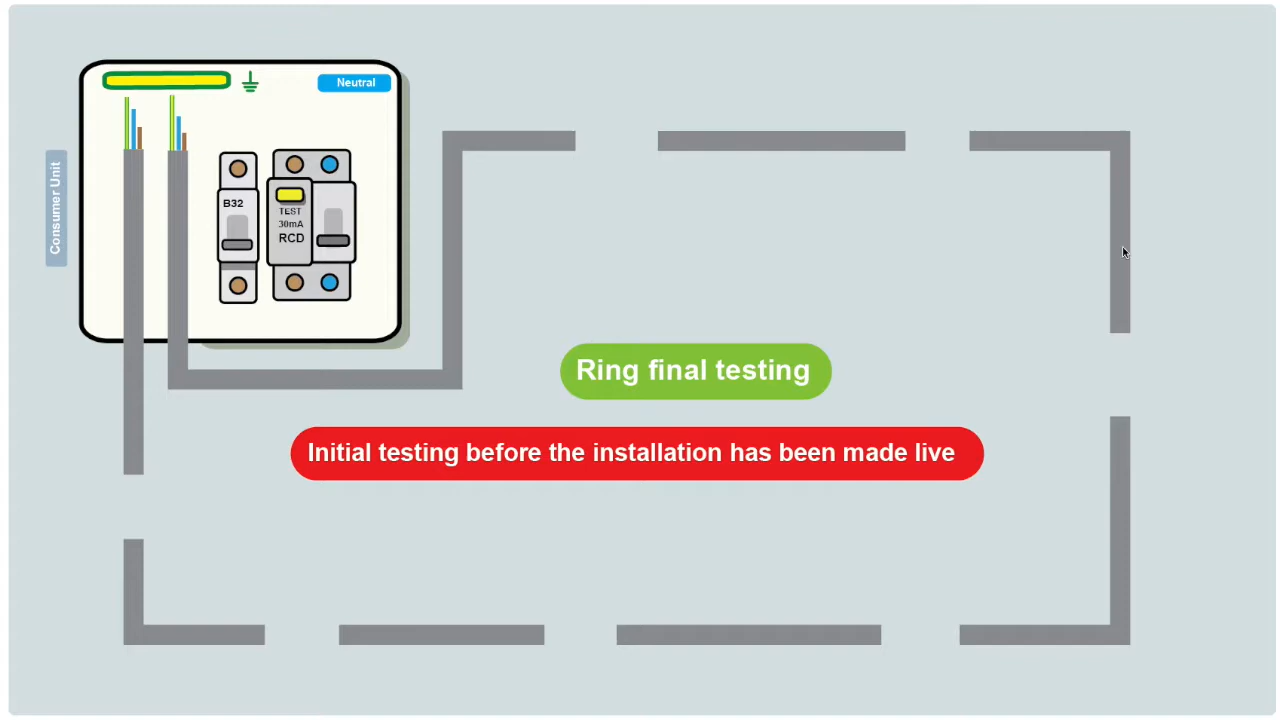 Neutral
Consumer Unit
B32
TEST
30mA
RCD
Ring final testing
Initial testing before the installation has been made live